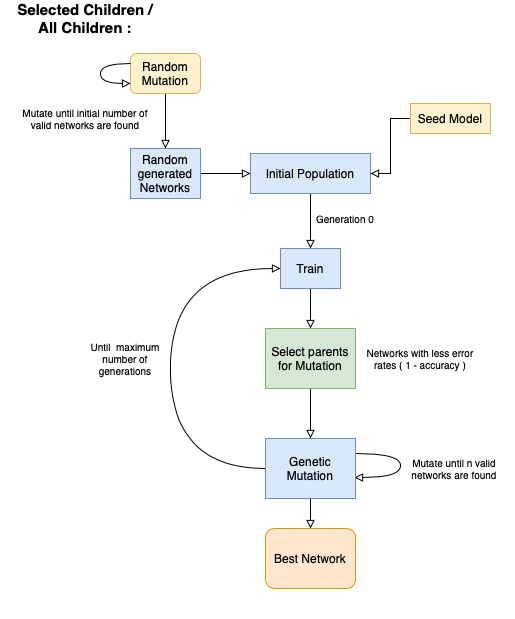 Selected Children /
All Children :
Random
Mutation
Mutate until initial number of
valid networks are found
Seed Model
Random
generated
Networks
Initial Population
Generation 0
Train
Until maximum
number of
generations
Select parents
for Mutation
Networks with less error
rates ( 1 - accuracy )
Genetic
Mutation
Mutate until n valid
networks are found
Best Network